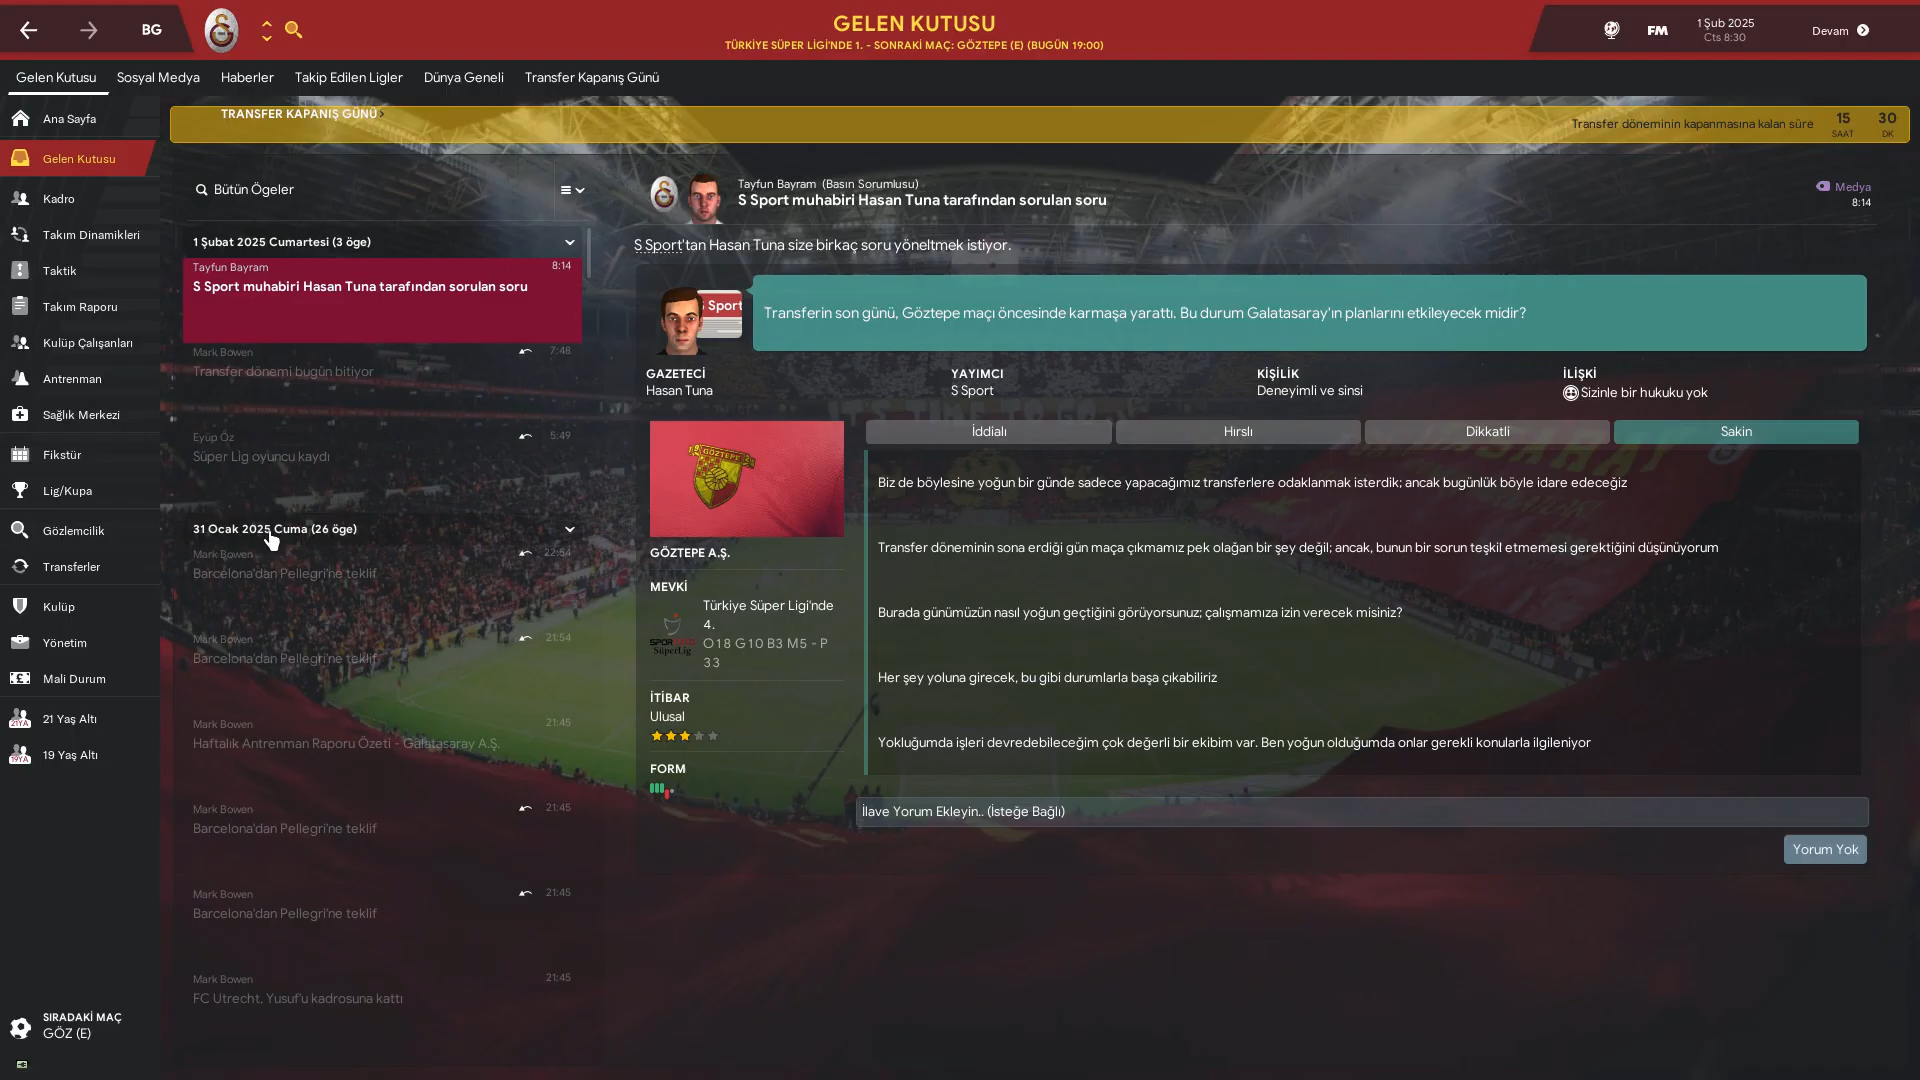 BG
GELEN KUTUSU
TÜRKİYE SÜPER LİGİ'NDE 1. - SONRAKİ MAÇ: GÖZTEPE (E) (BUGÜN 19:00)
FM
1 Şub 2025
Cts 8:30
Devam
Gelen Kutusu
Sosyal Medya
Haberler
Takip Edilen Ligler
Dünya Geneli
Transfer Kapanış Günü
Ana Sayfa
Gelen Kutusu
Kadro
Takım Dinamikleri
Taktik
Takım Raporu
Kulüp Çalışanları
Antrenman
Sağlık Merkezi
Fikstür
Lig/Kupa
Gözlemcilik
Transferler
Kulüp
Yönetim
Mali Durum
21YA
21 Yaş Altı
19YA
19 Yaş Altı
SIRADAKİ MAÇ
GÖZ (E)
TRANSFER KAPANIŞ GÜNÜ >
Transfer döneminin kapanmasına kalan süre
15
SAAT
30
DK
Bütün Ögeler
1 Şubat 2025 Cumartesi (3 öge)
Tayfun Bayram
8:14
S Sport muhabiri Hasan Tuna tarafından sorulan soru
Mark Bowen
7:48
Transfer dönemi bugün bitiyor
Eyüp Öz
5:49
Süper Lig oyuncu kaydı
31 Ocak 2025 Cuma (26 öge)
Mark Bowen
22:54
Barcelona'dan Pellegri'ne teklif
Mark Bowen
21:54
Barcelona'dan Pellegri'ne teklif
Mark Bowen
21:45
Haftalık Antrenman Raporu Özeti - Galatasaray A.Ş.
Mark Bowen
21:45
Barcelona'dan Pellegri'ne teklif
Mark Bowen
21:45
Barcelona'dan Pellegri'ne teklif
Mark Bowen
21:45
FC Utrecht, Yusuf'u kadrosuna kattı
Tayfun Bayram (Basın Sorumlusu)
S Sport muhabiri Hasan Tuna tarafından sorulan soru
Medya
8:14
S Sport'tan Hasan Tuna size birkaç soru yöneltmek istiyor.
S Sport
Transferin son günü, Göztepe maçı öncesinde karmaşa yarattı. Bu durum Galatasaray'ın planlarını etkileyecek midir?
GAZETECİ
Hasan Tuna
YAYIMCI
S Sport
KİŞİLİK
Deneyimli ve sinsi
İLİŞKİ
Sizinle bir hukuku yok
GÖZTEPE
GÖZTEPE A.Ş.
MEVKİ
Türkiye Süper Ligi'nde
4.
O18 G10 B3 M5 - P
33
SüperLig
İTİBAR
Ulusal
FORM
İddialı
Hırslı
Dikkatli
Sakin
Biz de böylesine yoğun bir günde sadece yapacağımız transferlere odaklanmak isterdik; ancak bugünlük böyle idare edeceğiz
Transfer döneminin sona erdiği gün maça çıkmamız pek olağan bir şey değil; ancak, bunun bir sorun teşkil etmemesi gerektiğini düşünüyorum
Burada günümüzün nasıl yoğun geçtiğini görüyorsunuz; çalışmamıza izin verecek misiniz?
Her şey yoluna girecek, bu gibi durumlarla başa çıkabiliriz
Yokluğumda işleri devredebileceğim çok değerli bir ekibim var. Ben yoğun olduğumda onlar gerekli konularla ilgileniyor
İlave Yorum Ekleyin.. (İsteğe Bağlı)
Yorum Yok